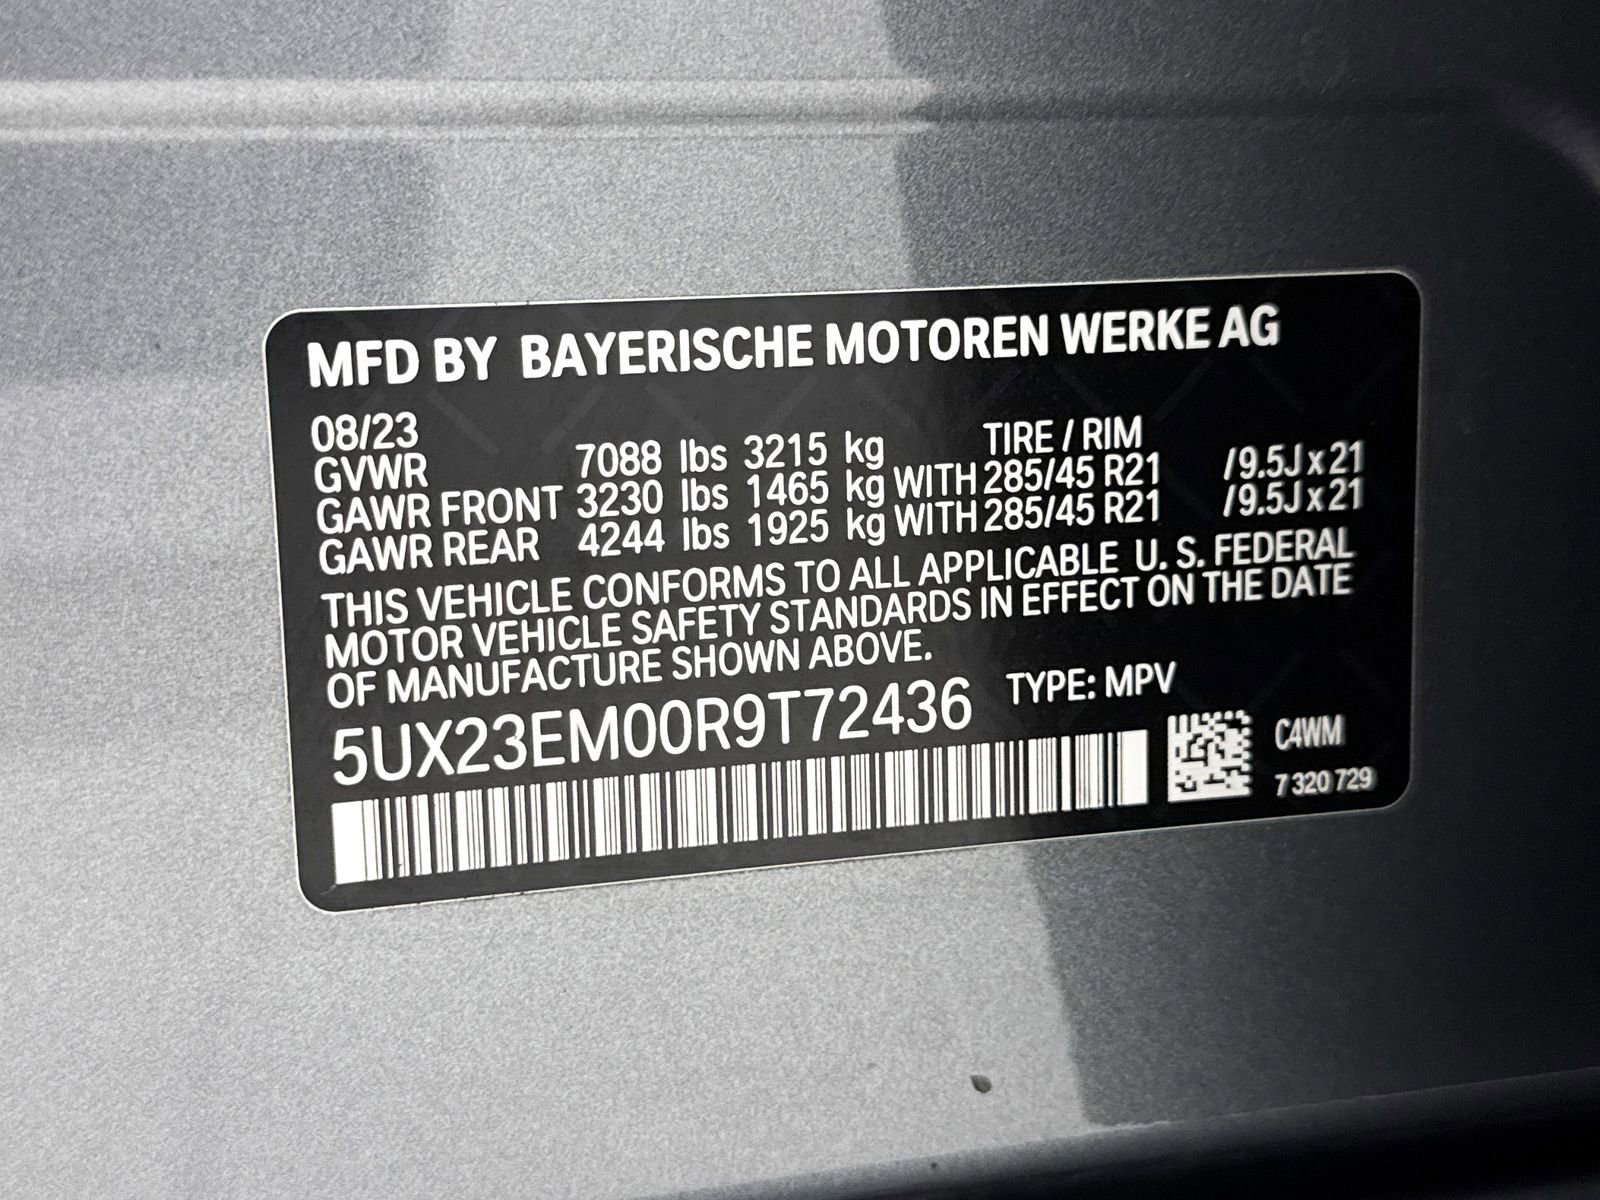 MFD BY BAYERISCHE MOTOREN WERKE AG
08/23 TIRE / RIM
GVWR 7088 lbs 3215 kg
GAWR FRONT 3230 lbs 1465 kg WITH 285/45 R21 /9.5J x 21
GAWR REAR 4244 lbs 1925 kg WITH 285/45 R21 /9.5J x 21
THIS VEHICLE CONFORMS TO ALL APPLICABLE U. S. FEDERAL
MOTOR VEHICLE SAFETY STANDARDS IN EFFECT ON THE DATE
OF MANUFACTURE SHOWN ABOVE.
5UX23EM00R9T72436 TYPE: MPV
C4WM
7 320 729